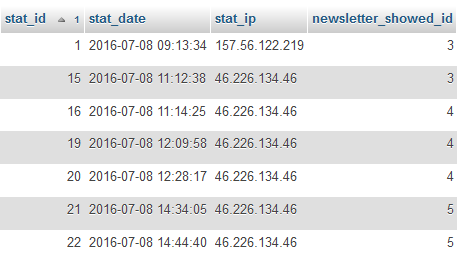 stat_id 1 stat_date stat_ip newsletter_showed_id
1 2016-07-08 09:13:34 157.56.122.219 3
15 2016-07-08 11:12:38 46.226.134.46 3
16 2016-07-08 11:14:25 46.226.134.46 4
19 2016-07-08 12:09:58 46.226.134.46 4
20 2016-07-08 12:28:17 46.226.134.46 4
21 2016-07-08 14:34:05 46.226.134.46 5
22 2016-07-08 14:44:40 46.226.134.46 5